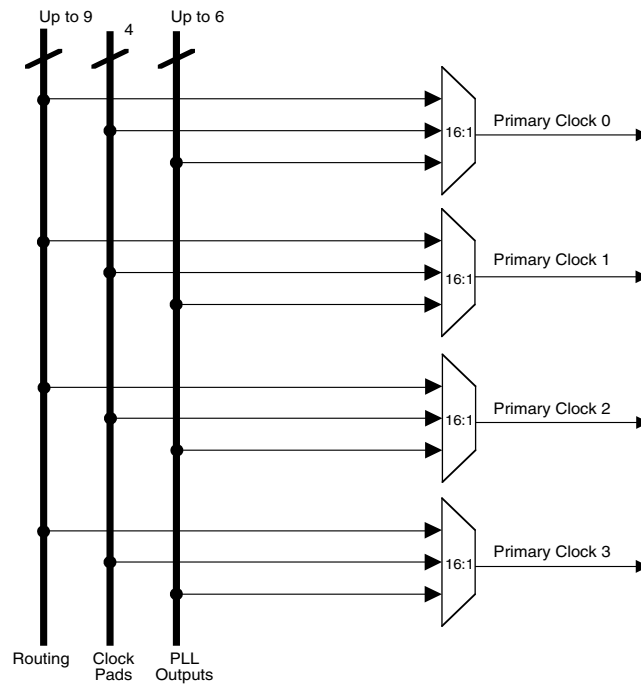 Up to 9
4
Up to 6
16:1
Primary Clock 0
16:1
Primary Clock 1
16:1
Primary Clock 2
16:1
Primary Clock 3
Routing
Clock
Pads
PLL
Outputs